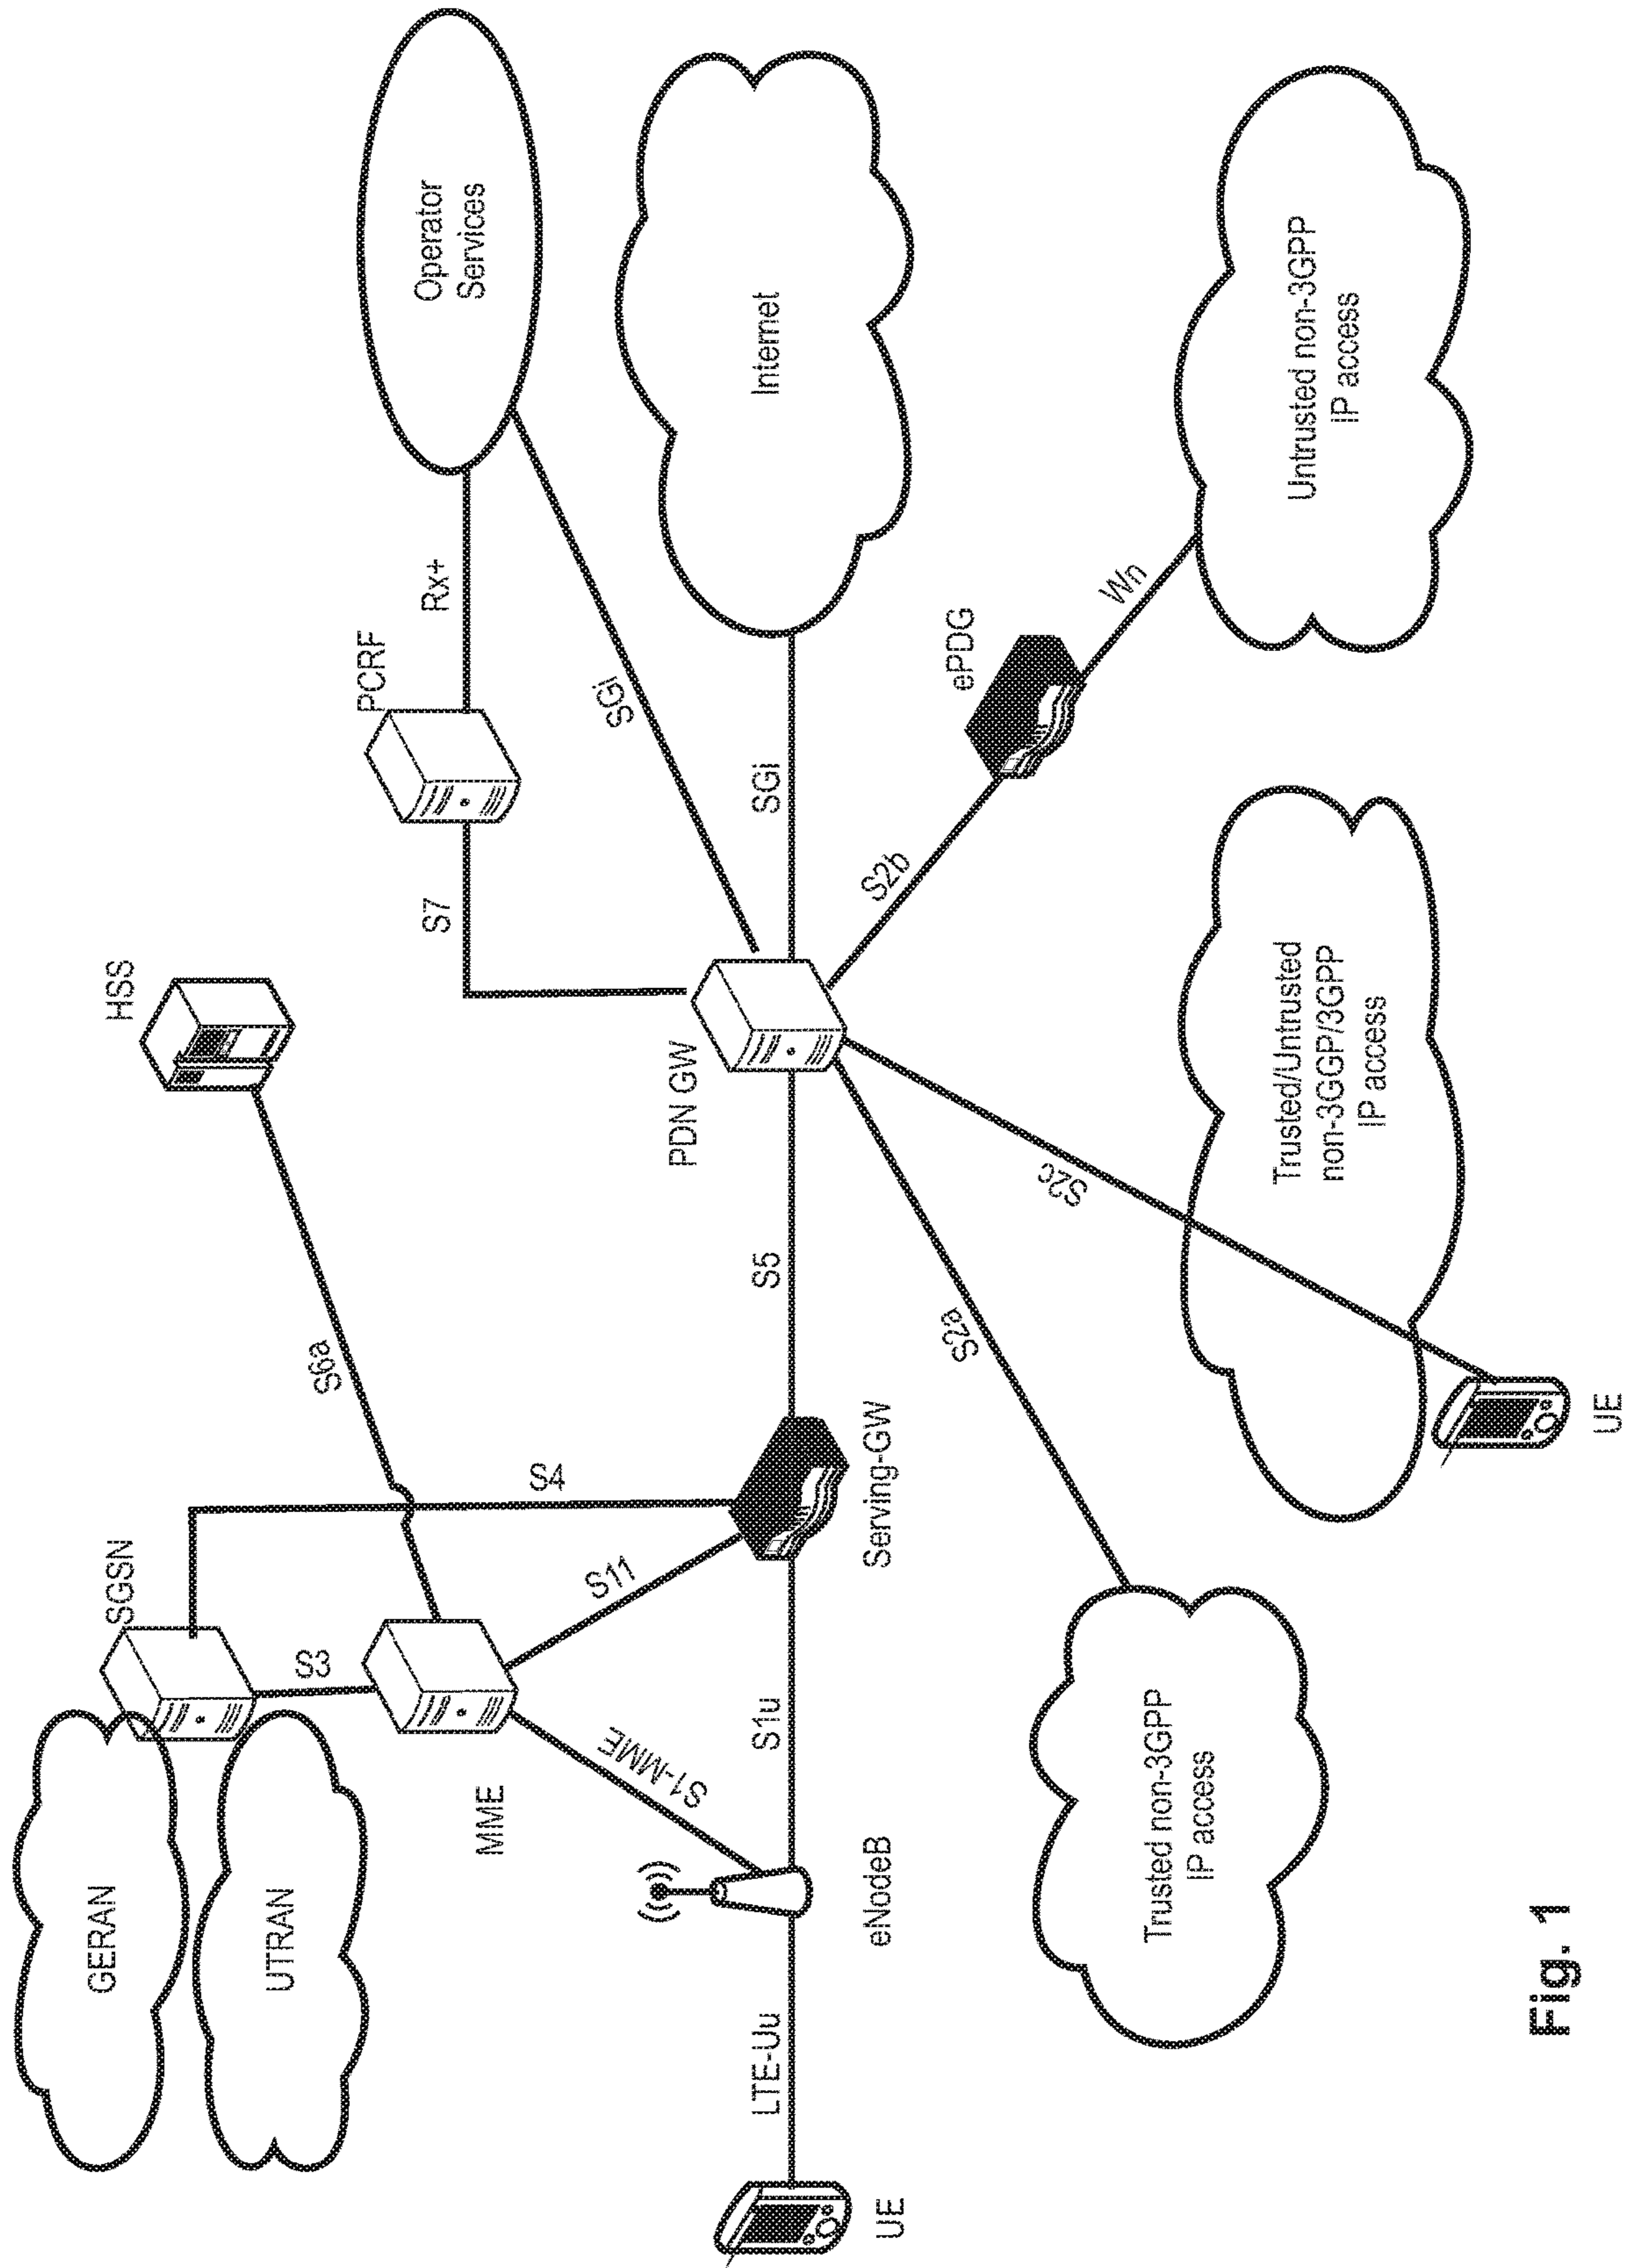 GERAN
UTRAN
SGSN
HSS
S3
S6a
S4
MME
S11
S1-MME
PCRF
S7
Rx+
Operator
Services
SGi
PDN GW
UE
LTE-Uu
eNodeB
S1u
Serving-GW
S5
SGi
Internet
S2a
S2c
S2b
ePDG
Wn
Trusted non-3GPP
IP access
Trusted/Untrusted
non-3GGP/3GPP
IP access
UE
Untrusted non-3GPP
IP access
Fig. 1